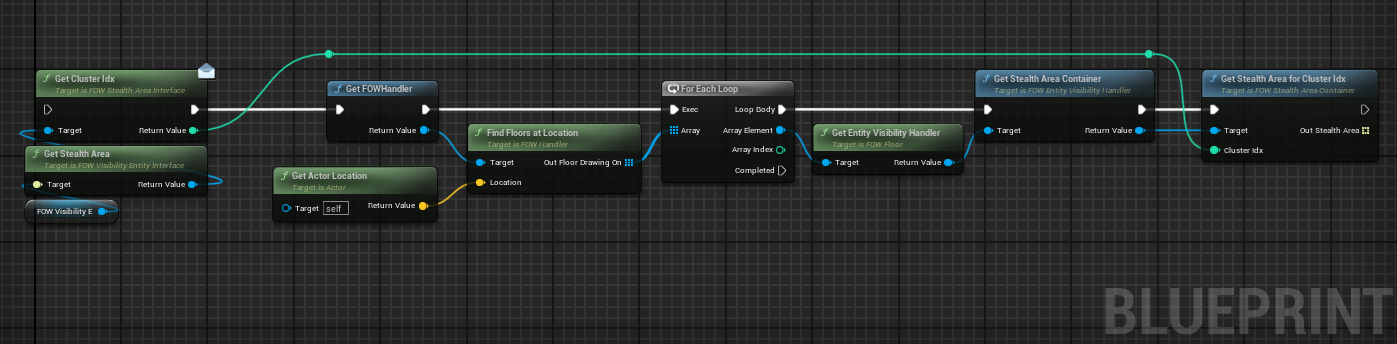 Get Cluster Idx
Target is FOW Stealth Area Interface
Target
Return Value
Get Stealth Area
Target is FOW Visibility Entity Interface
Target
Return Value
FOW Visibility E
Get FOWHandler
Return Value
Get Actor Location
Target is Actor
Target
self
Return Value
Find Floors at Location
Target is FOW Handler
Target
Out Floor Drawing On
Location
For Each Loop
Exec
Loop Body
Array
Array Element
Array Index
Completed
Get Entity Visibility Handler
Target is FOW Floor
Target
Return Value
Get Stealth Area Container
Target is FOW Entity Visibility Handler
Target
Return Value
Get Stealth Area for Cluster Idx
Target is FOW Stealth Area Container
Target
Out Stealth Area
Cluster Idx
BLUEPRINT